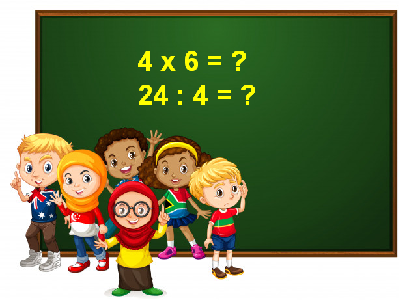 4 x 6 = ?
24 : 4 = ?